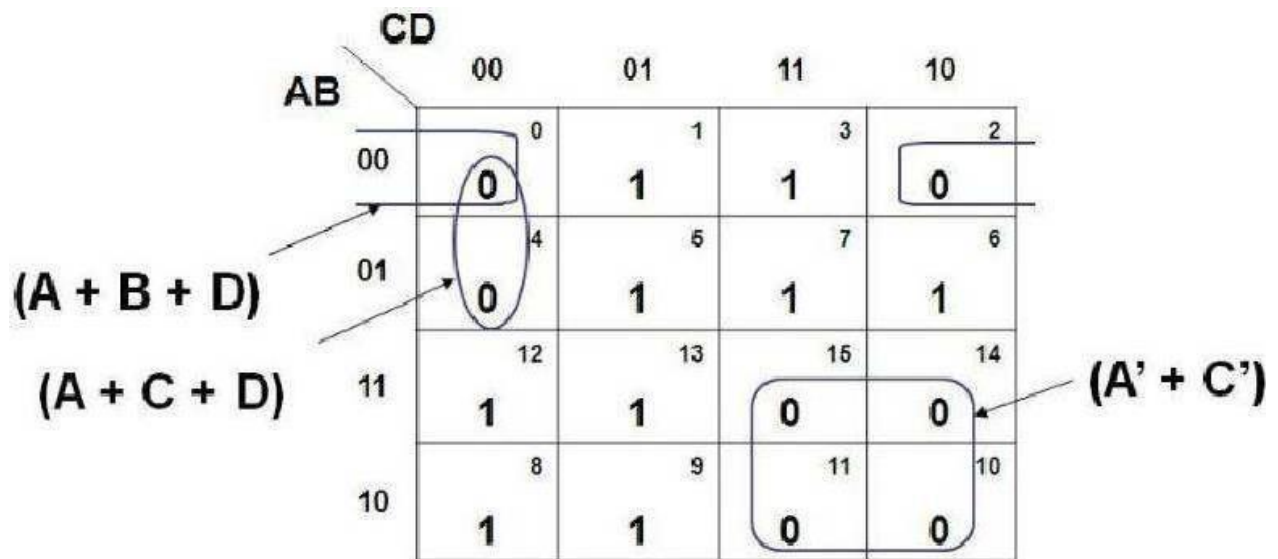 CD
00 01 11 10
AB
0 1 3 2
00 0 1 1 0
4 5 7 6
01 0 1 1 1
(A + B + D)
12 13 15 14
(A + C + D) 11 1 1 0 0 (A’ + C’)
8 9 11 10
10 1 1 0 0